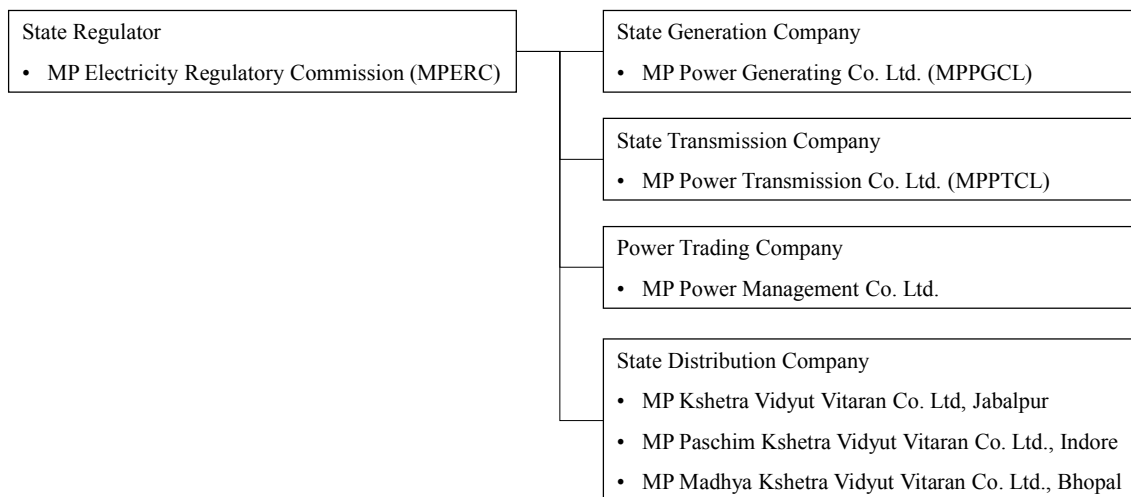 State Regulator
• MP Electricity Regulatory Commission (MPERC)
State Generation Company
• MP Power Generating Co. Ltd. (MPPGCL)
State Transmission Company
• MP Power Transmission Co. Ltd. (MPPTCL)
Power Trading Company
• MP Power Management Co. Ltd.
State Distribution Company
• MP Kshetra Vidyut Vitaran Co. Ltd, Jabalpur
• MP Paschim Kshetra Vidyut Vitaran Co. Ltd., Indore
• MP Madhya Kshetra Vidyut Vitaran Co. Ltd., Bhopal